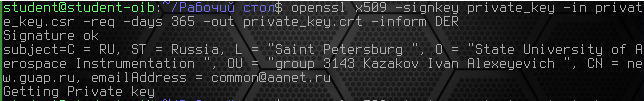 student@student-oib:~/Рабочий стол$ openssl x509 -signkey private_key -in privat
e_key.csr -req -days 365 -out private_key.crt -inform DER
Signature ok
subject=C = RU, ST = Russia, L = "Saint Petersburg ", O = "State University of A
erospace Instrumentation ", OU = "group 3143 Kazakov Ivan Alexeyevich ", CN = ne
w.guap.ru, emailAddress = common@aanet.ru
Getting Private key